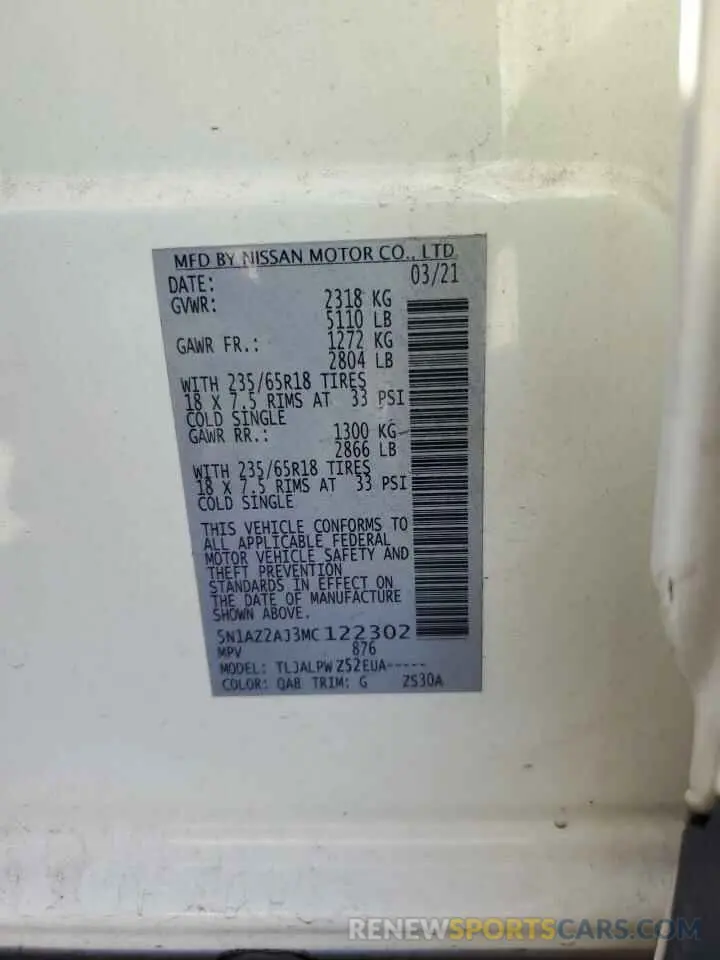 MFD BY NISSAN MOTOR CO., LTD
DATE: 03/21
GVWR: 2318 KG
5110 LB
GAWR FR.: 1272 KG
2804 LB
WITH 235/65R18 TIRES
18 X 7.5 RIMS AT 33 PSI
COLD SINGLE
GAWR RR.: 1300 KG
2866 LB
WITH 235/65R18 TIRES
18 X 7.5 RIMS AT 33 PSI
COLD SINGLE
THIS VEHICLE CONFORMS TO
ALL APPLICABLE FEDERAL
MOTOR VEHICLE SAFETY AND
THEFT PREVENTION
STANDARDS IN EFFECT ON
THE DATE OF MANUFACTURE
SHOWN ABOVE.
5N1AZ2AJ3MC122302
MPV 876
MODEL: TLJALPW Z52EUA-----
COLOR: QAB TRIM: G Z530A
RENEWSPORTSCARS.COM